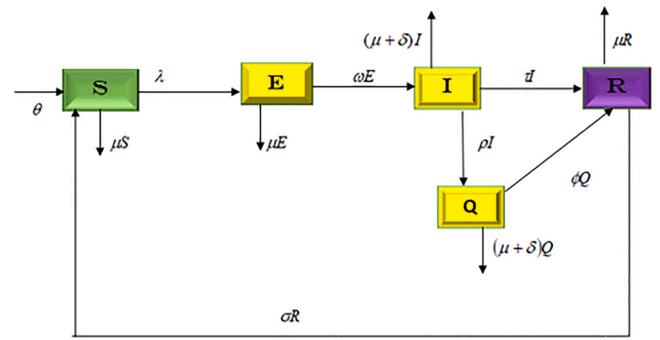 (μ + δ)I
μR
S
λ
E
ωE
I
τI
R
θ
μS
μE
ρI
Q
ϕQ
(μ + δ)Q
σR